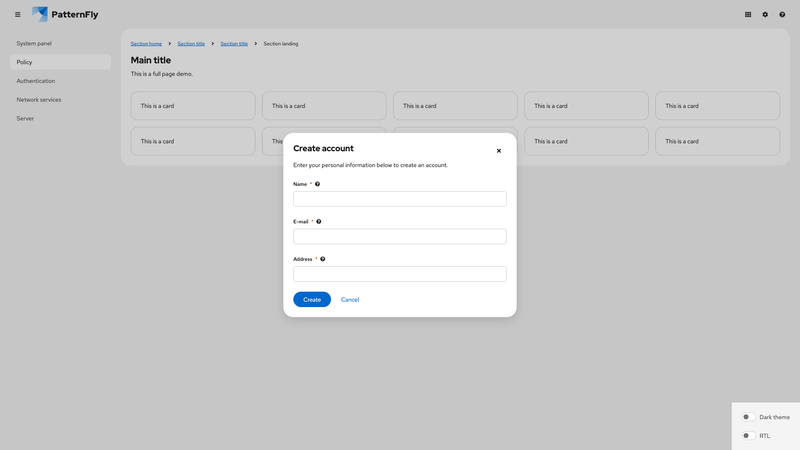 PatternFly
System panel
Policy
Authentication
Network services
Server
Section home Section title Section title Section landing
Main title
This is a full page demo.
This is a card This is a card This is a card This is a card This is a card
This is a card This is a card This is a card
Create account
Enter your personal information below to create an account.
Name *
E-mail *
Address *
Create Cancel
Dark theme
RTL